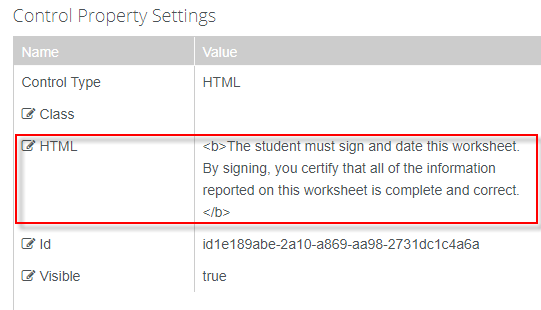 Control Property Settings
Name Value
Control Type HTML
Class
HTML <b>The student must sign and date this worksheet.
By signing, you certify that all of the information
reported on this worksheet is complete and correct.
</b>
Id id1e189abe-2a10-a869-aa98-2731dc1c4a6a
Visible true